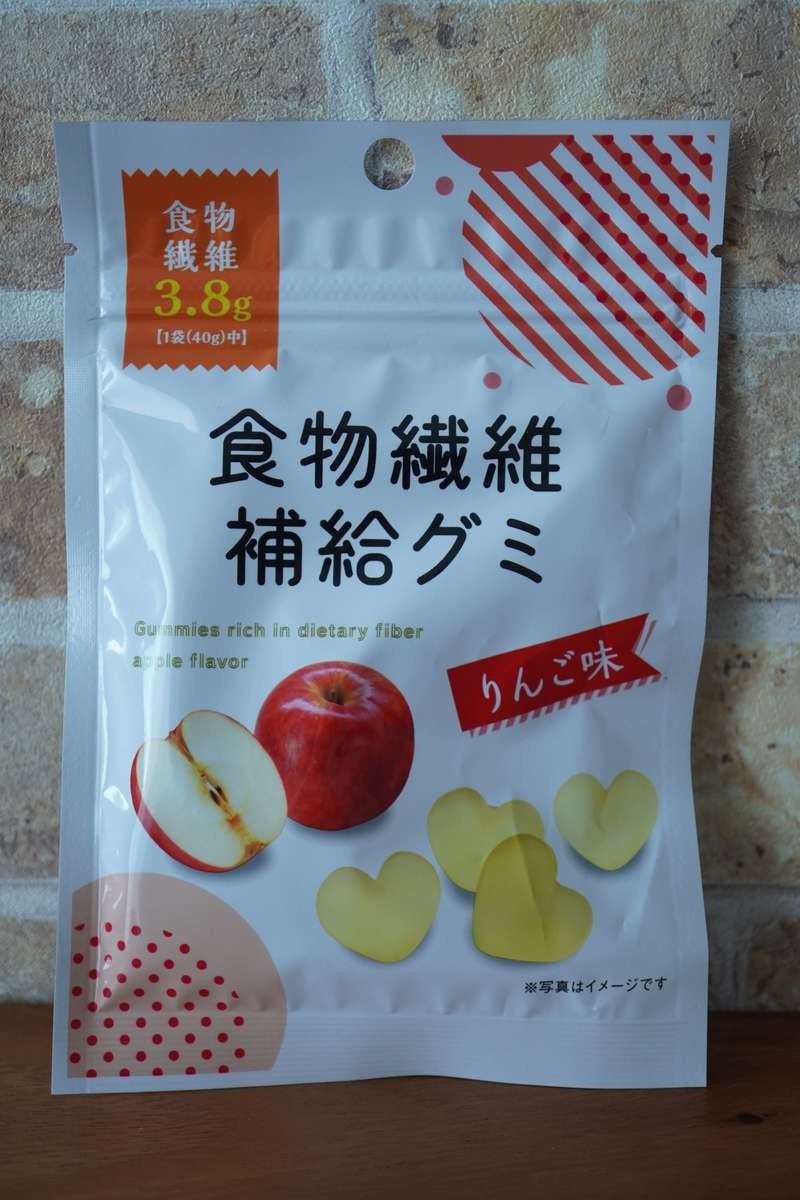 食物
繊維
3.8g
【1袋(40g)中】
食物繊維
補給グミ
Gummies rich in dietary fiber
apple flavor
りんご味
※写真はイメージです